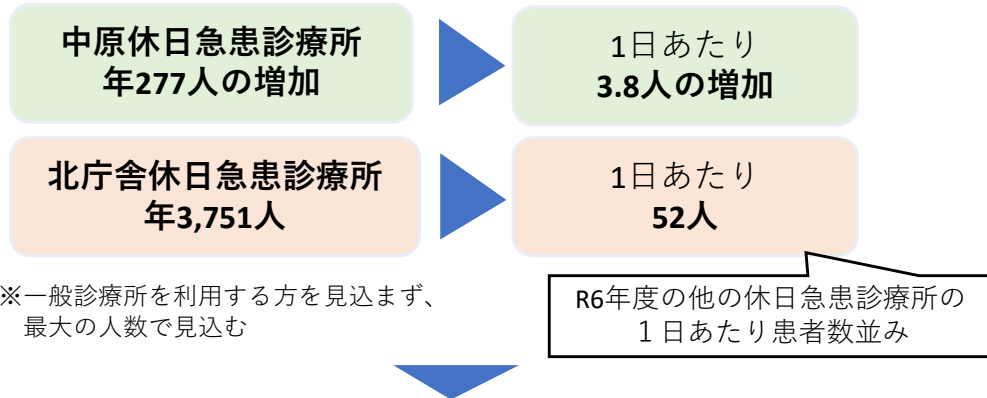 中原休日急患診療所
年277人の増加
1日あたり
3.8人の増加
北庁舎休日急患診療所
年3,751人
1日あたり
52人
※一般診療所を利用する方を見込まず、
最大の人数で見込む
R6年度の他の休日急患診療所の
１日あたり患者数並み